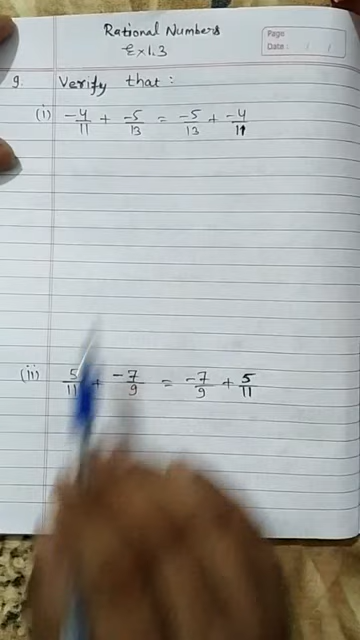 Rational Numbers
Ex 1.3
Page
Date : / /
9. Verify that :
(i) -4/11 + -5/13 = -5/13 + -4/11
(ii) 5/11 + -7/9 = -7/9 + 5/11